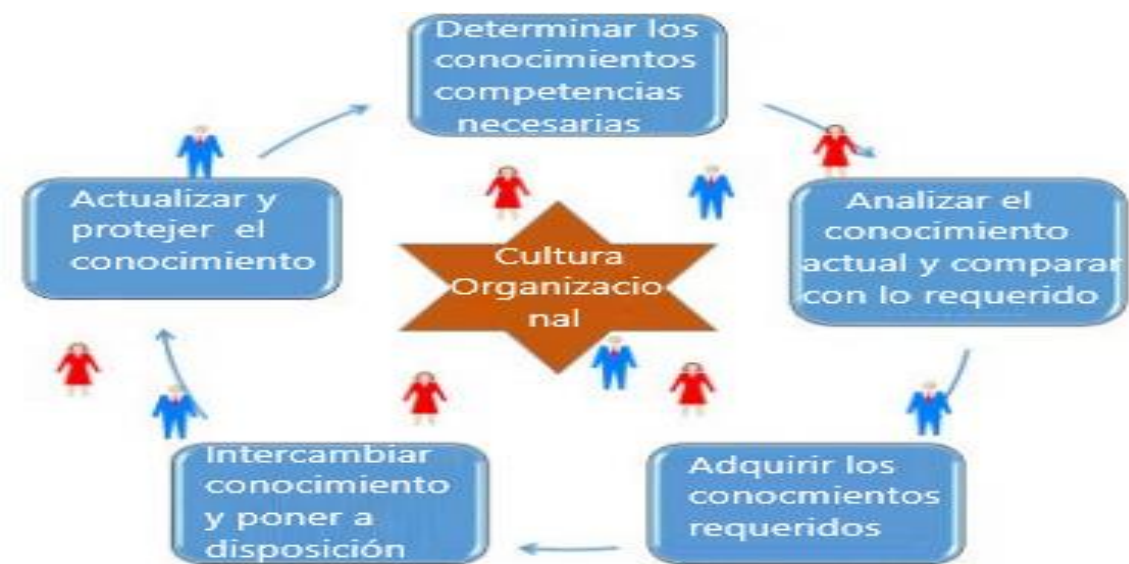 Determinar los
conocimientos
competencias
necesarias
Analizar el
conocimiento
actual y comparar
con lo requerido
Adquirir los
conocmientos
requeridos
Intercambiar
conocimiento
y poner a
disposición
Actualizar y
protejer el
conocimiento
Cultura
Organizacio
nal